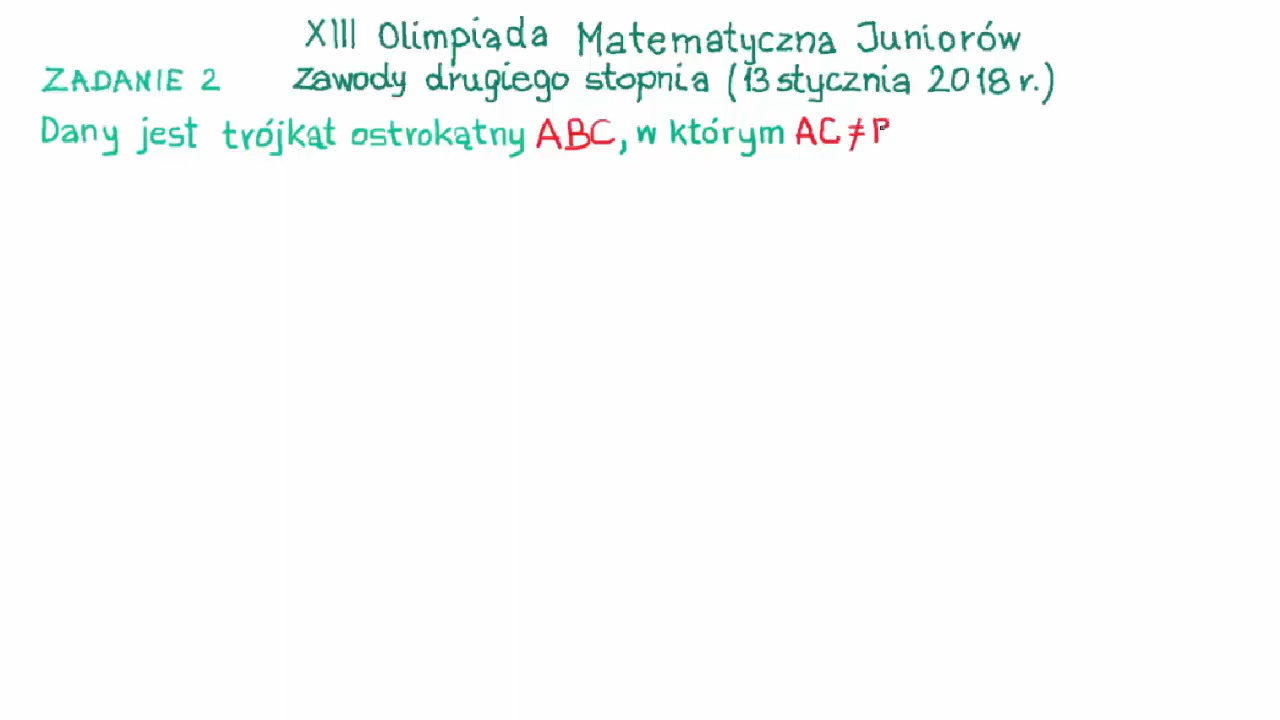 XIII Olimpiada Matematyczna Juniorów
ZADANIE 2 Zawody drugiego stopnia (13 stycznia 2018 r.)
Dany jest trójkąt ostrokątny ABC, w którym AC ≠ P